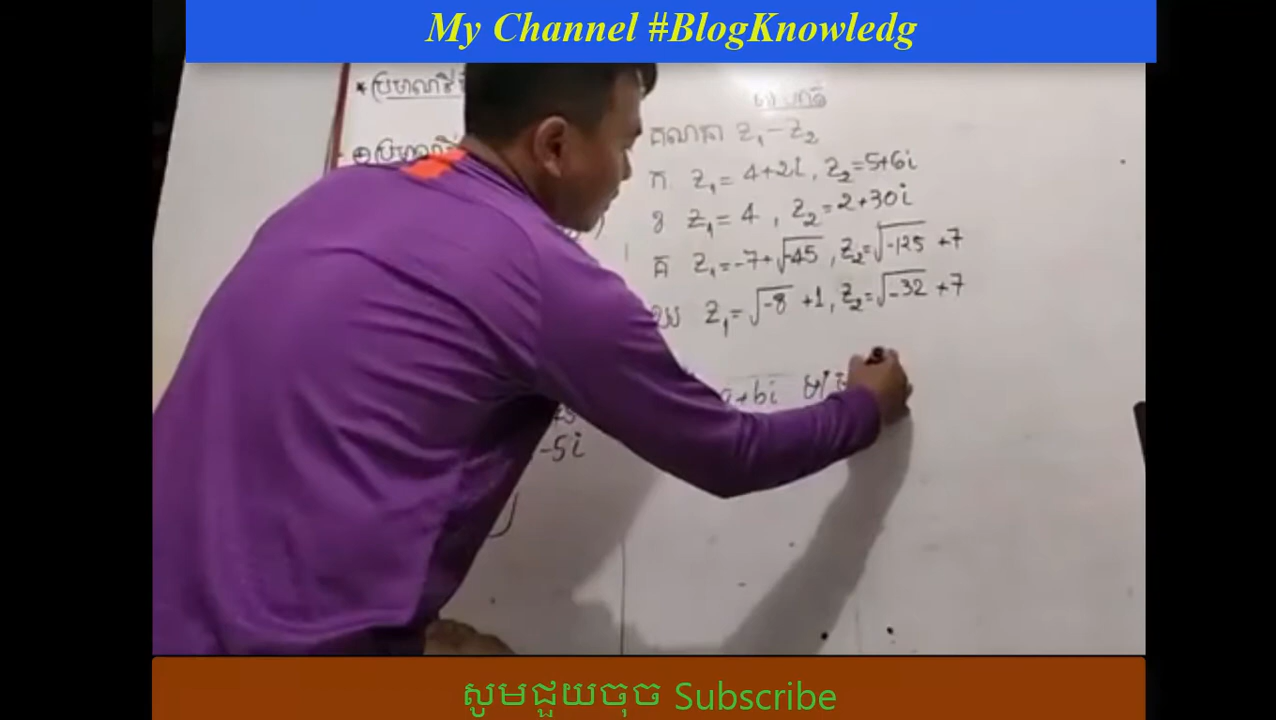 My Channel #BlogKnowledg
គណនា z₁-z₂
ក z₁= 4+2i, z₂=5+6i
ខ z₁= 4 , z₂=2+30i
គ z₁=-7+√-45, z₂=√-125 +7
ឃ z₁=√-8 +1, z₂=√-32 +7
a+bi
-5i
សូមជួយចុច Subscribe